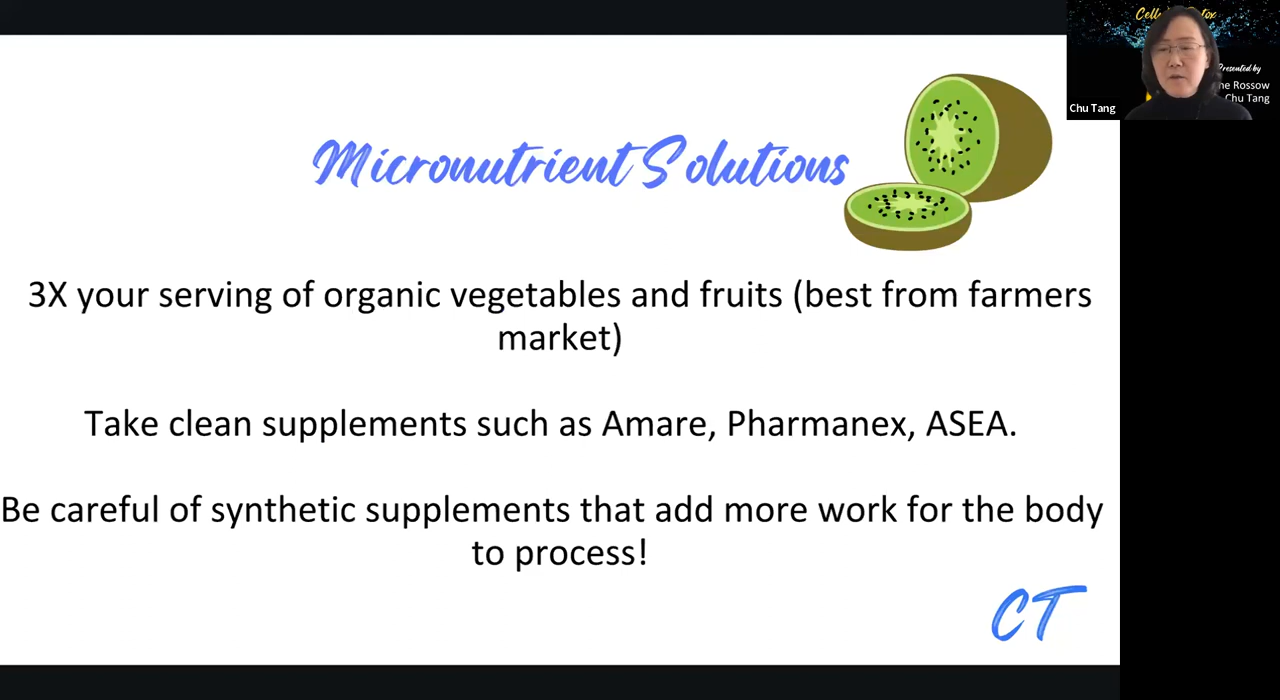 Micronutrient Solutions
3X your serving of organic vegetables and fruits (best from farmers
market)
Take clean supplements such as Amare, Pharmanex, ASEA.
Be careful of synthetic supplements that add more work for the body
to process!
CT
Presented by
Rossow
Chu Tang
Chu Tang